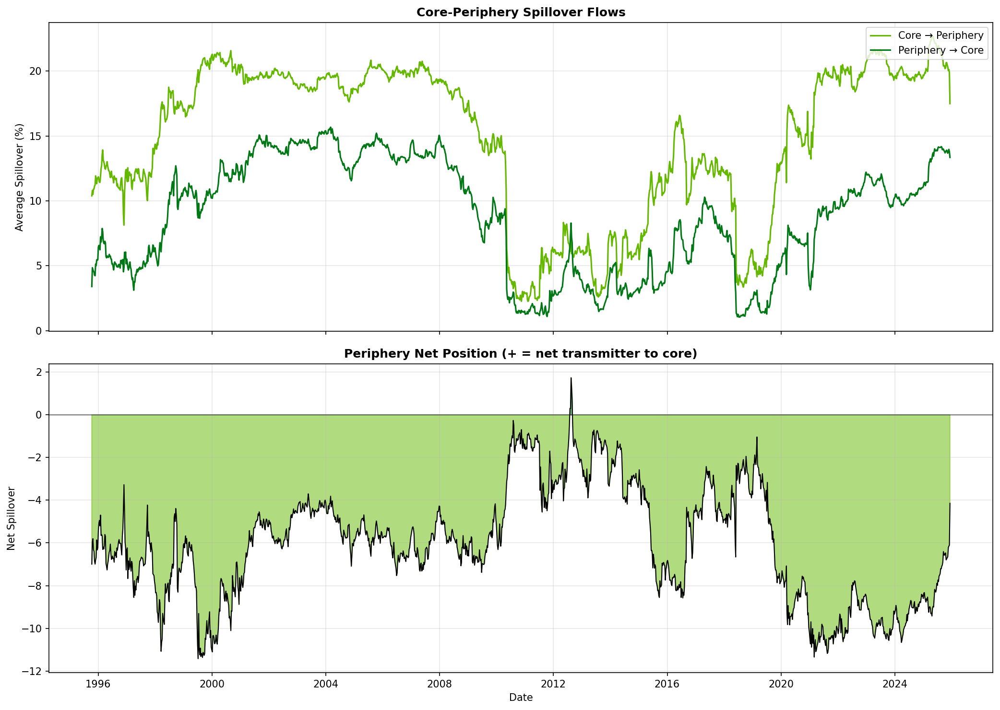 Core-Periphery Spillover Flows
Core → Periphery
Periphery → Core
Average Spillover (%)
20
15
10
5
0
Periphery Net Position (+ = net transmitter to core)
Net Spillover
2
0
−2
−4
−6
−8
−10
−12
1996 2000 2004 2008 2012 2016 2020 2024
Date